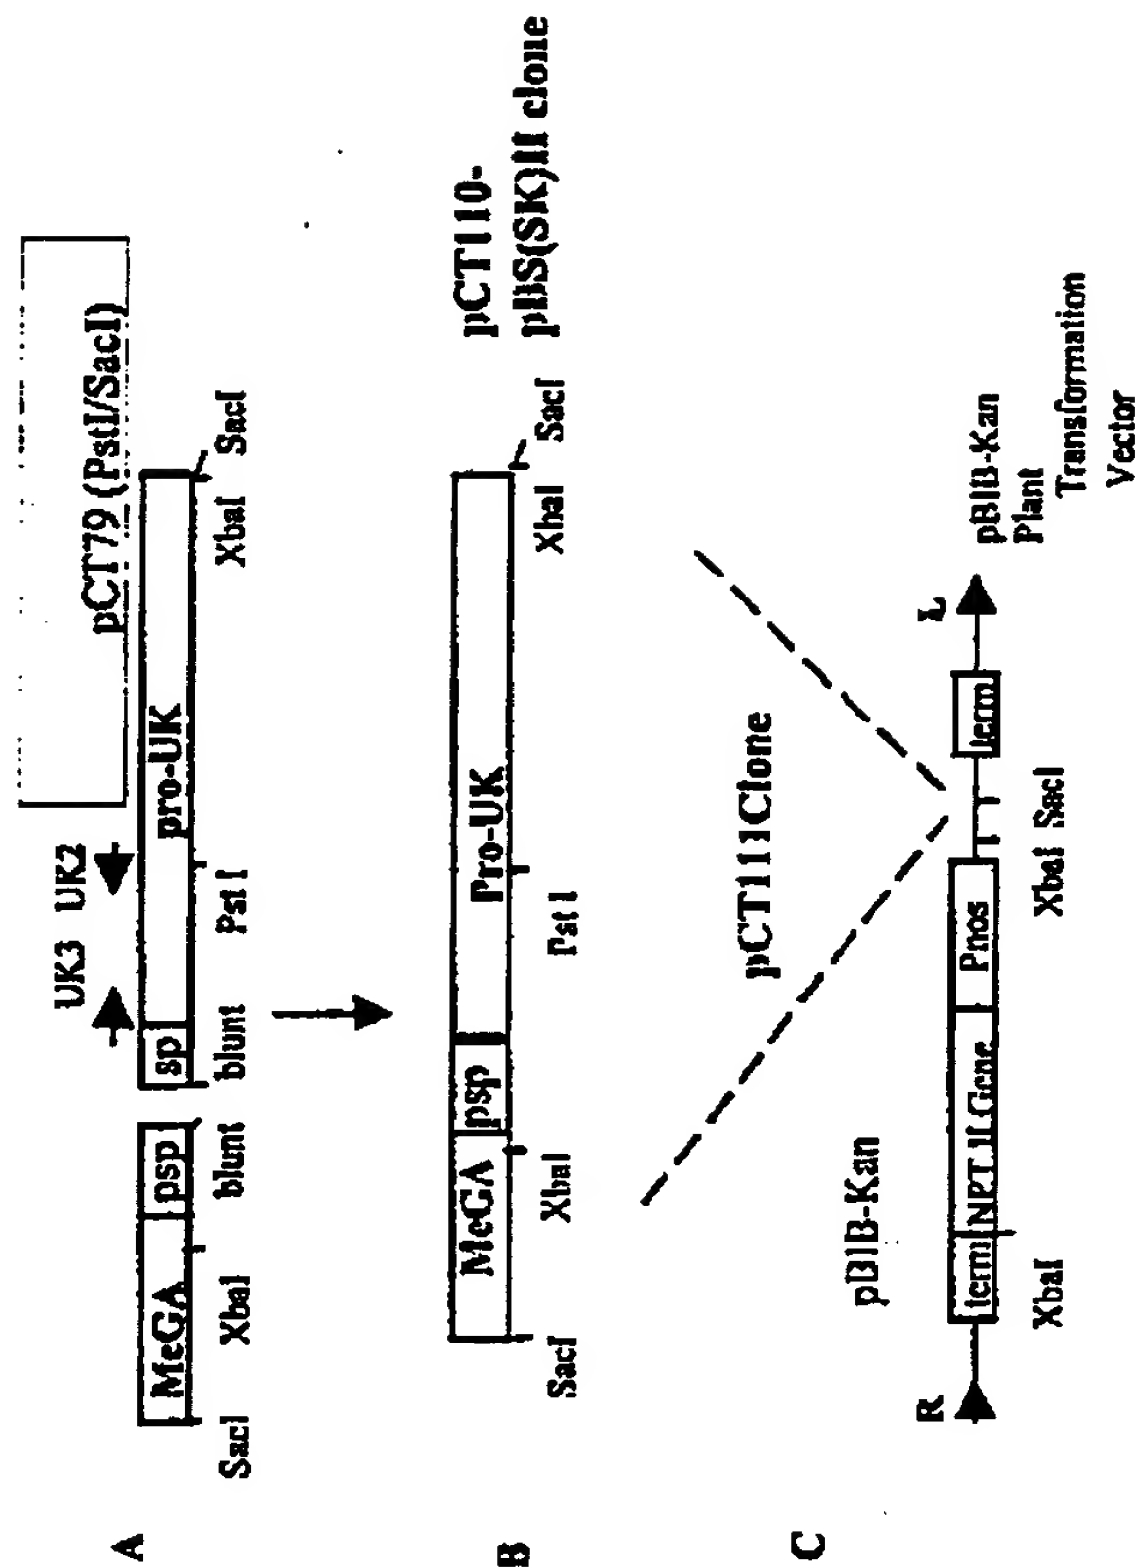 A
pCT79 (PstI/SacI)
UK3 UK2
MeGA psp sp pro-UK
SacI XbaI blunt blunt PstI XbaI SacI
B
MeGA psp Pro-UK
SacI XbaI Pst I XbaI SacI
pCT110-
pBS(SK)II clone
C
pCT111Clone
pBIB-Kan
R L
term NPT II Gene Pnos term
XbaI XbaI SacI
pBIB-Kan
Plant
Transformation
Vector